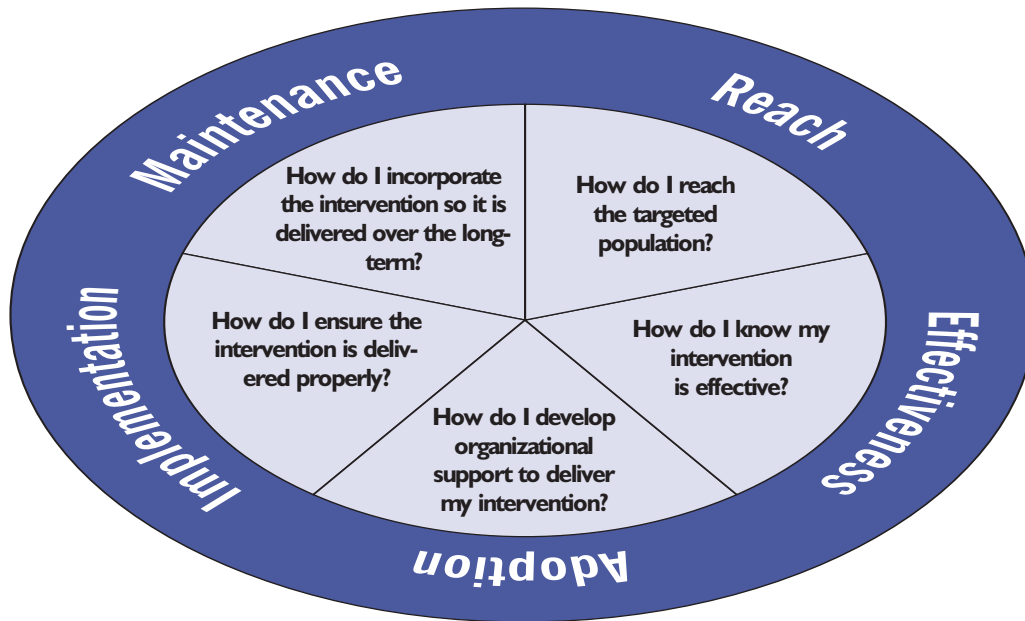 Reach
How do I reach
the targeted
population?
Effectiveness
How do I know my
intervention
is effective?
Adoption
How do I develop
organizational
support to deliver
my intervention?
Implementation
How do I ensure the
intervention is deliv-
ered properly?
Maintenance
How do I incorporate
the intervention so it is
delivered over the long-
term?